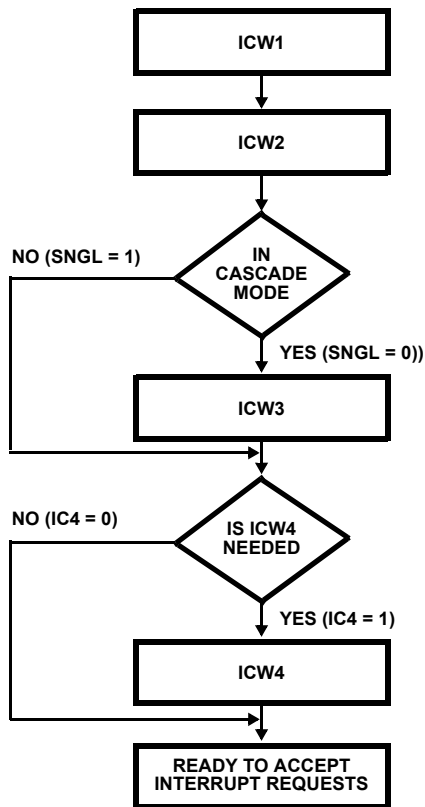 ICW1
ICW2
IN
CASCADE
MODE
NO (SNGL = 1)
YES (SNGL = 0))
ICW3
IS ICW4
NEEDED
NO (IC4 = 0)
YES (IC4 = 1)
ICW4
READY TO ACCEPT
INTERRUPT REQUESTS